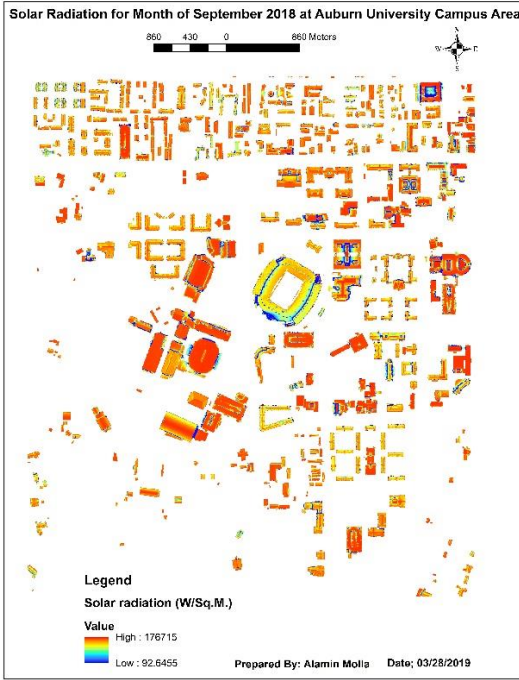 Solar Radiation for Month of September 2018 at Auburn University Campus Area
860 430 0 860 Meters
N
W E
S
Legend
Solar radiation (W/Sq.M.)
Value
High : 176715
Low : 92.6455
Prepared By: Alamin Molla Date; 03/28/2019